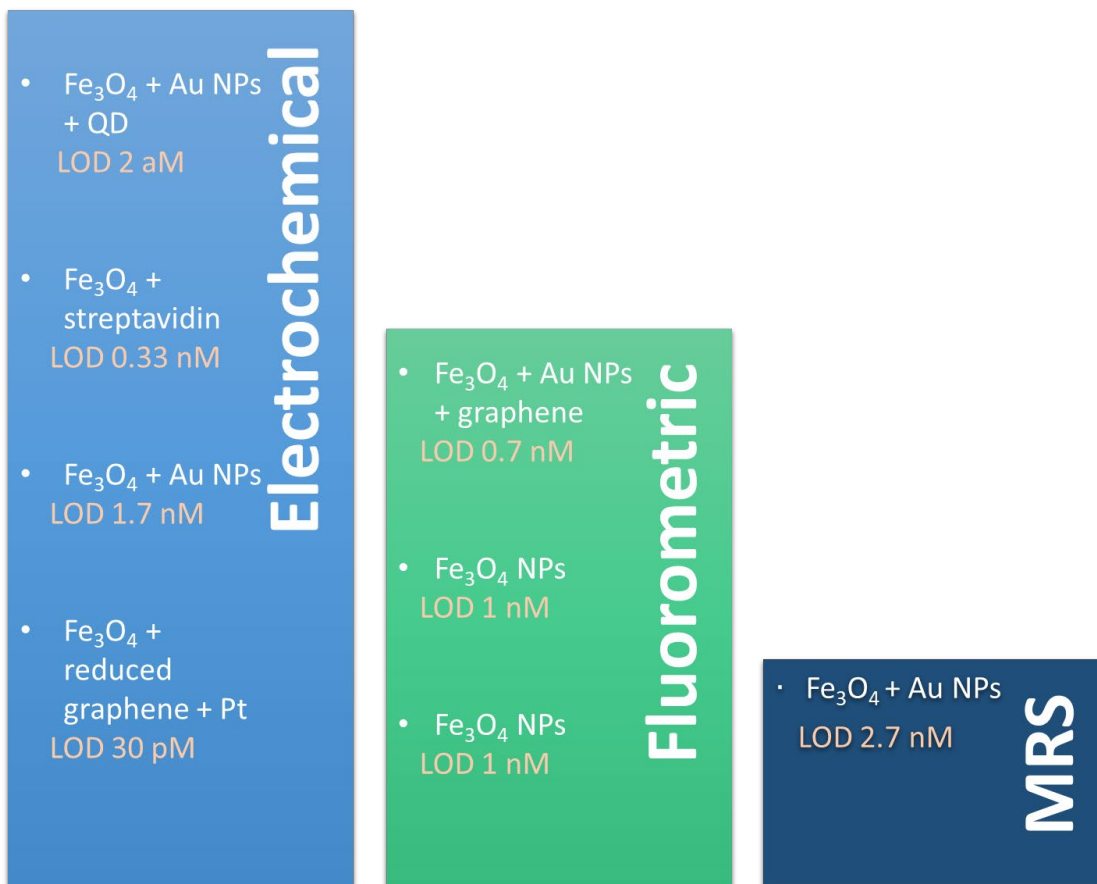 Electrochemical
• Fe₃O₄ + Au NPs
+ QD
LOD 2 aM
• Fe₃O₄ +
streptavidin
LOD 0.33 nM
• Fe₃O₄ + Au NPs
LOD 1.7 nM
• Fe₃O₄ +
reduced
graphene + Pt
LOD 30 pM
Fluorometric
• Fe₃O₄ + Au NPs
+ graphene
LOD 0.7 nM
• Fe₃O₄ NPs
LOD 1 nM
• Fe₃O₄ NPs
LOD 1 nM
MRS
· Fe₃O₄ + Au NPs
LOD 2.7 nM